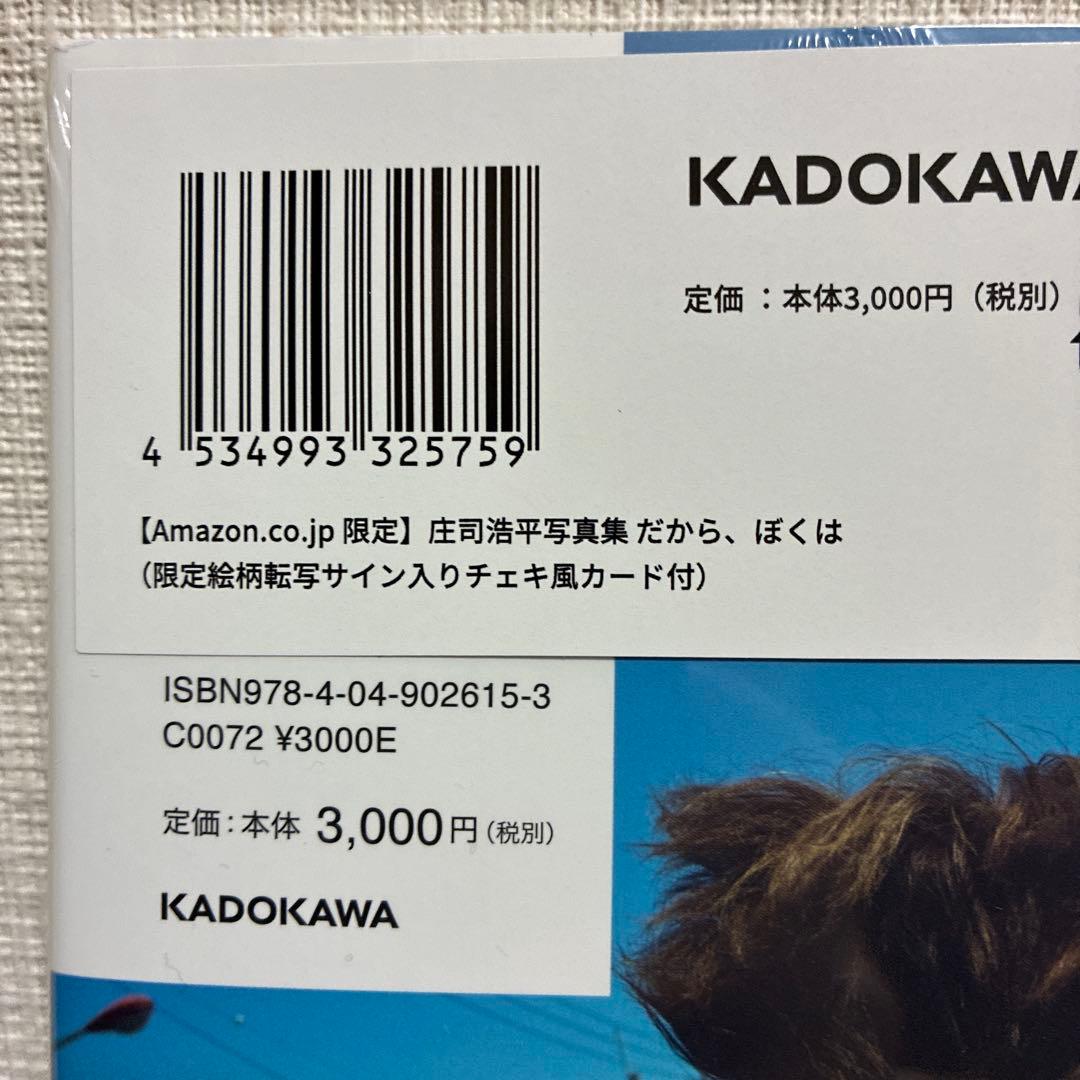 KADOKAWA
定価：本体3,000円（税別）
4 534993 325759
【Amazon.co.jp 限定】庄司浩平写真集 だから、ぼくは
（限定絵柄転写サイン入りチェキ風カード付）
ISBN978-4-04-902615-3
C0072 ¥3000E
定価：本体 3,000円（税別）
KADOKAWA